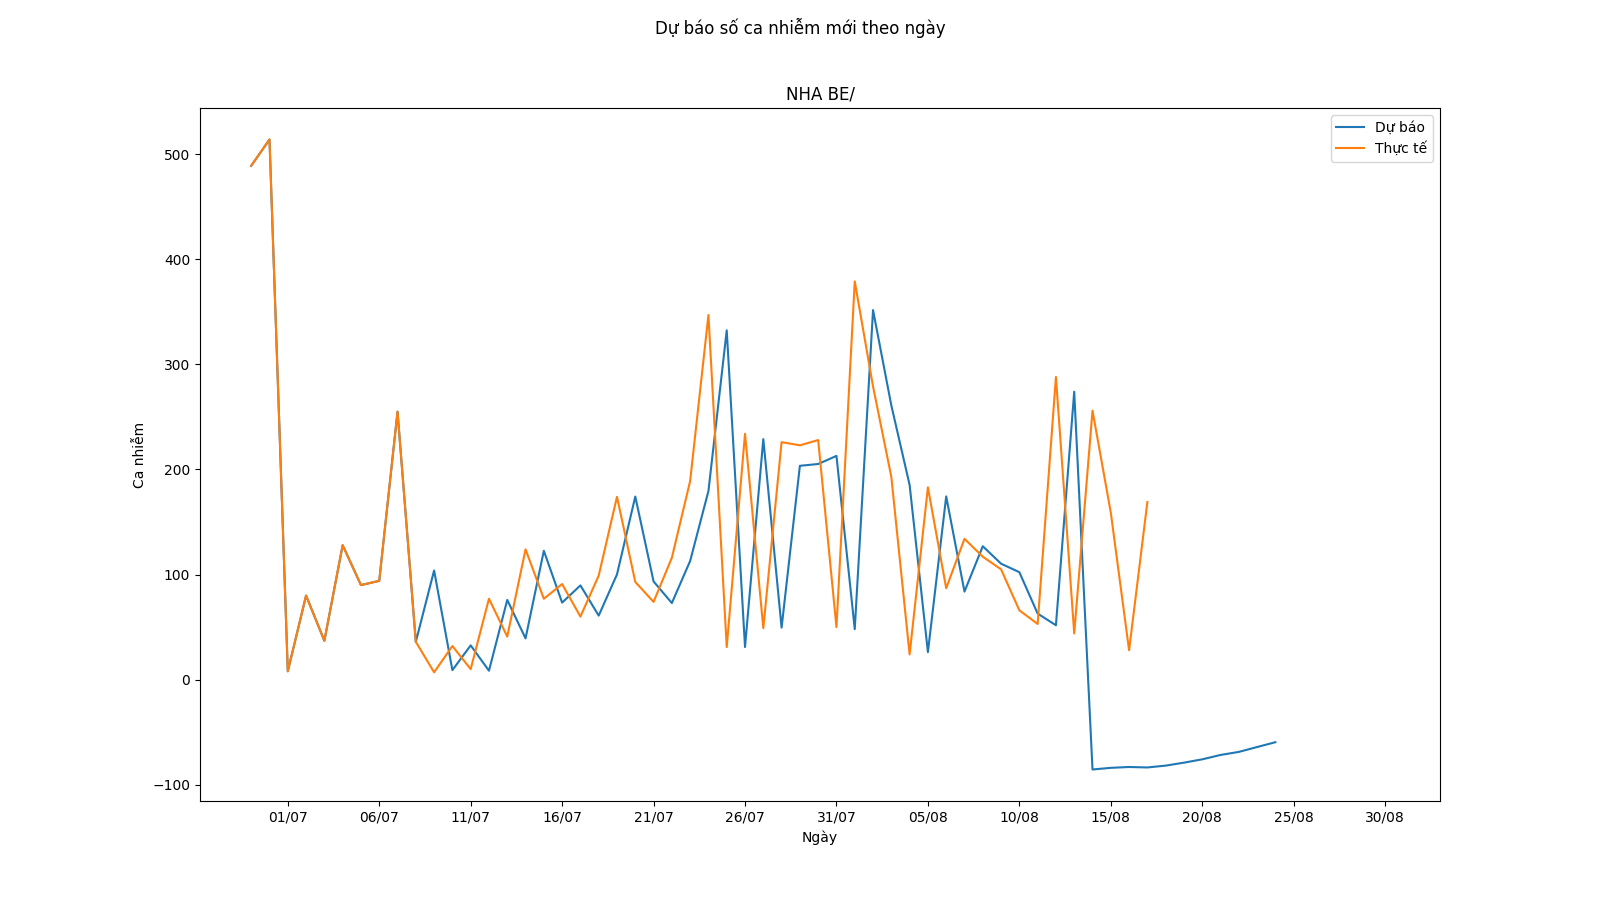 Dự báo số ca nhiễm mới theo ngày
NHA BE/
Dự báo
Thực tế
500
400
300
200
100
0
−100
Ca nhiễm
01/07 06/07 11/07 16/07 21/07 26/07 31/07 05/08 10/08 15/08 20/08 25/08 30/08
Ngày